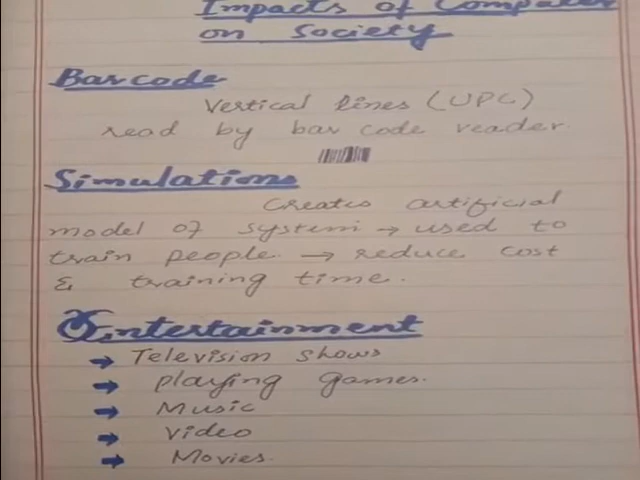 Impacts of Computer
on Society
Barcode
Vertical lines (UPC)
read by bar code reader.
Simulations
Creates artificial
model of system → used to
train people. → reduce cost
& training time.
Entertainment
→ Television shows
→ playing games.
→ Music
→ video
→ Movies.